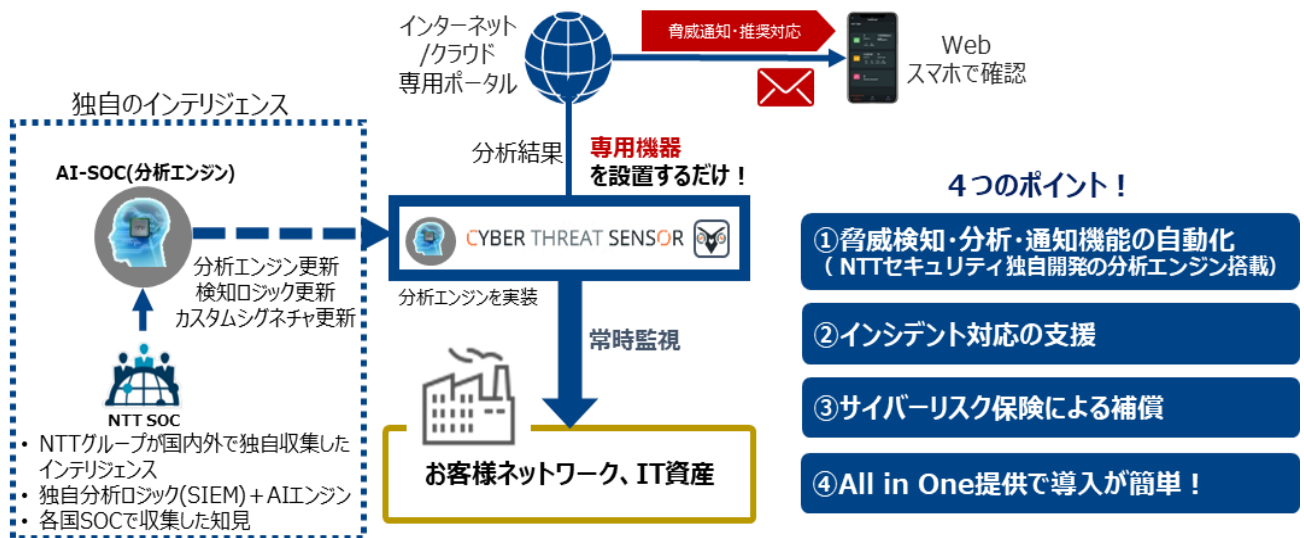 インターネット
/クラウド
専用ポータル
脅威通知・推奨対応
Web
スマホで確認
独自のインテリジェンス
AI-SOC(分析エンジン)
分析結果
専用機器
を設置するだけ！
CYBER THREAT SENSOR
分析エンジン更新
検知ロジック更新
カスタムシグネチャ更新
分析エンジンを実装
常時監視
NTT SOC
・ NTTグループが国内外で独自収集した
インテリジェンス
・ 独自分析ロジック(SIEM)＋AIエンジン
・ 各国SOCで収集した知見
お客様ネットワーク、IT資産
４つのポイント！
①脅威検知・分析・通知機能の自動化
（ NTTセキュリティ独自開発の分析エンジン搭載）
②インシデント対応の支援
③サイバーリスク保険による補償
④All in One提供で導入が簡単！